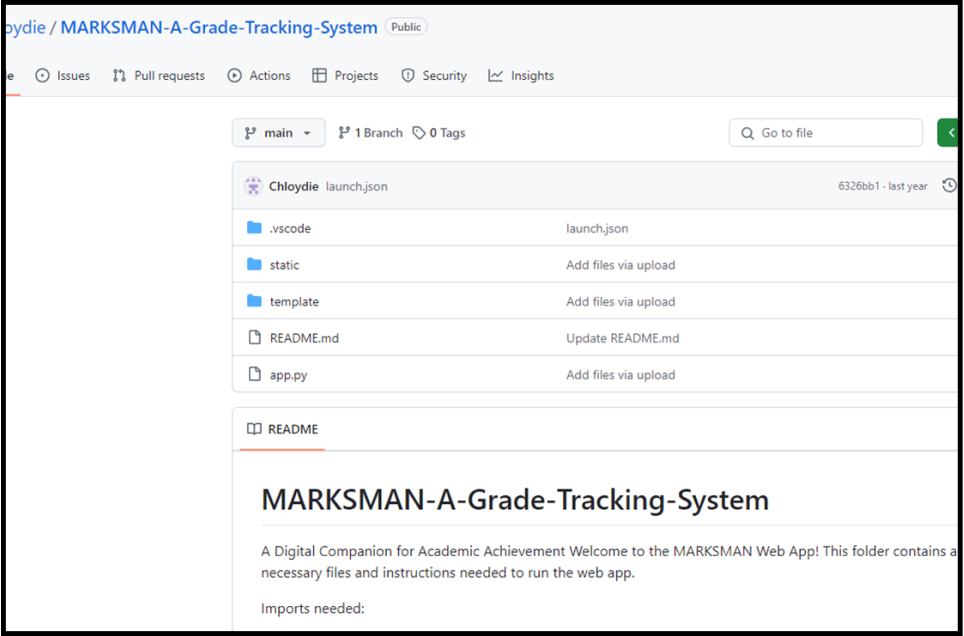 oydie / MARKSMAN-A-Grade-Tracking-System Public
Issues Pull requests Actions Projects Security Insights
main 1 Branch 0 Tags Go to file
Chloydie launch.json 6326bb1 · last year
.vscode launch.json
static Add files via upload
template Add files via upload
README.md Update README.md
app.py Add files via upload
README
MARKSMAN-A-Grade-Tracking-System
A Digital Companion for Academic Achievement Welcome to the MARKSMAN Web App! This folder contains a
necessary files and instructions needed to run the web app.
Imports needed: